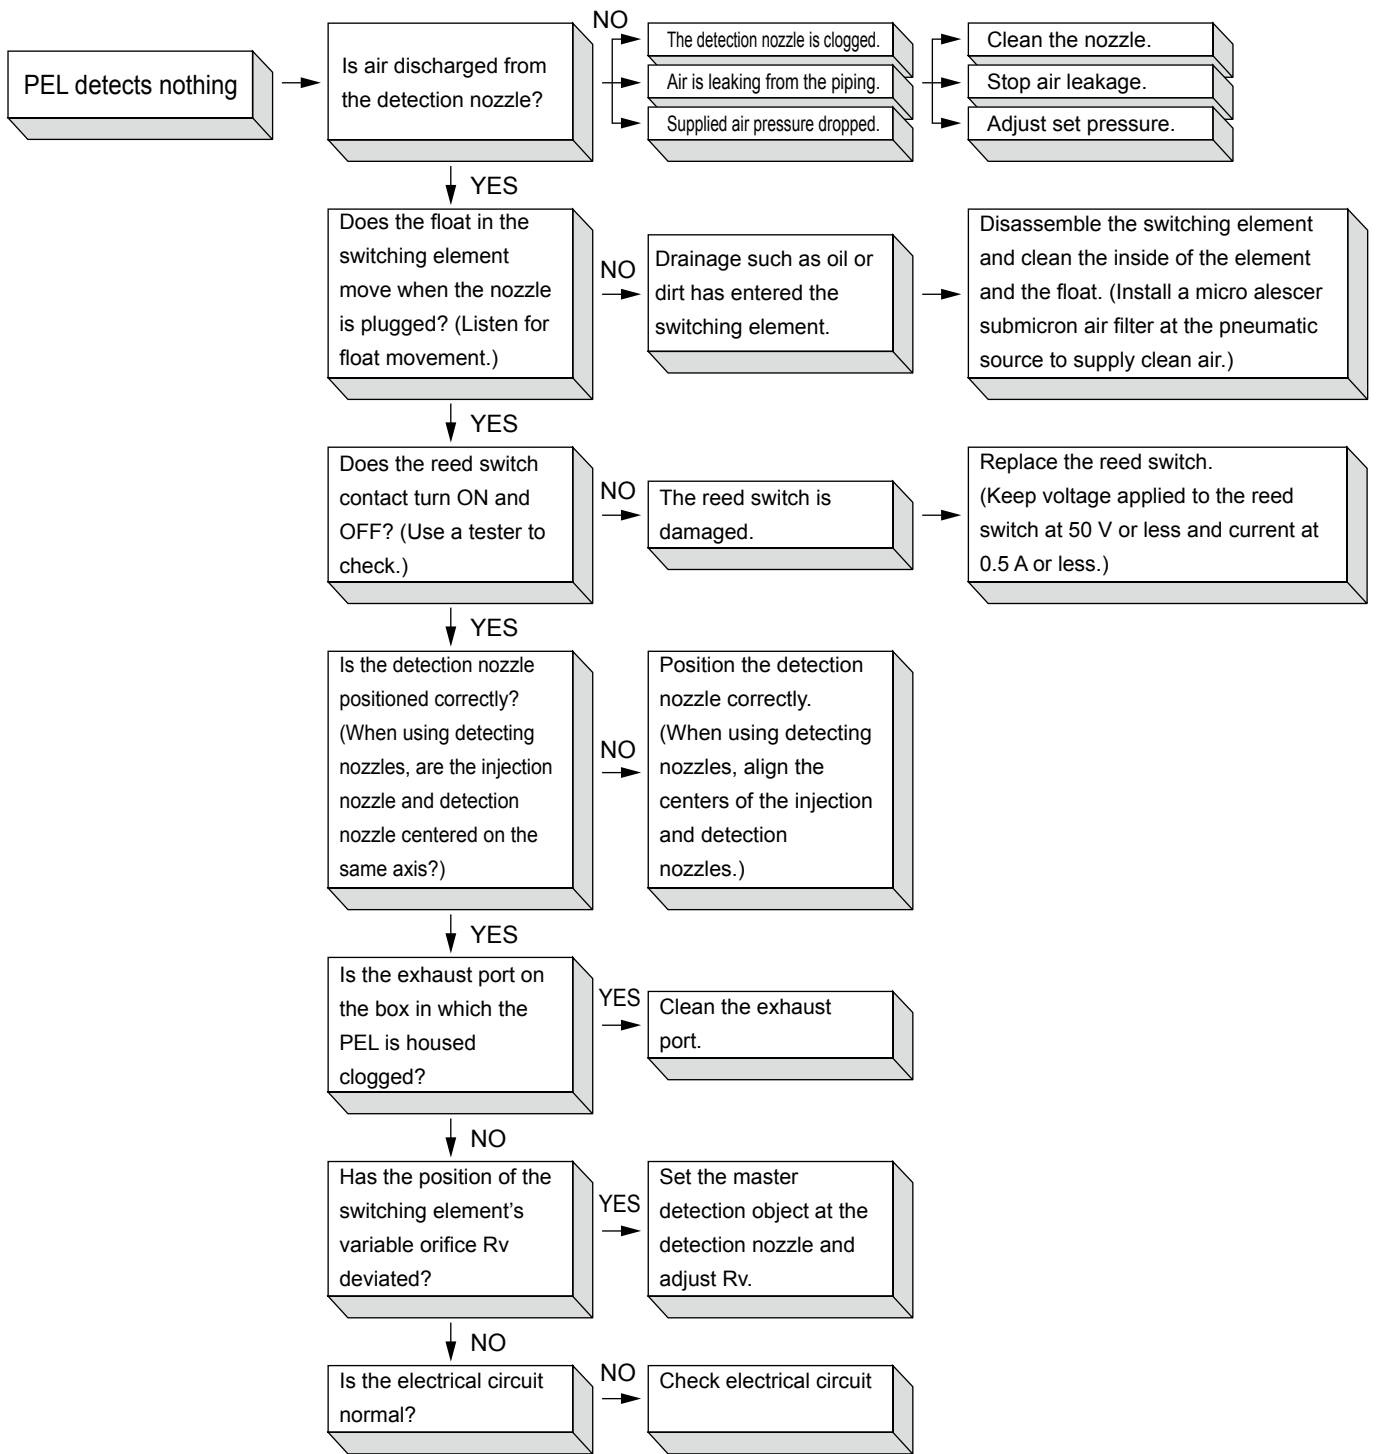 PEL detects nothing
Is air discharged from
the detection nozzle?
NO
The detection nozzle is clogged.
Air is leaking from the piping.
Supplied air pressure dropped.
Clean the nozzle.
Stop air leakage.
Adjust set pressure.
YES
Does the float in the
switching element
move when the nozzle
is plugged? (Listen for
float movement.)
NO
Drainage such as oil or
dirt has entered the
switching element.
Disassemble the switching element
and clean the inside of the element
and the float. (Install a micro alescer
submicron air filter at the pneumatic
source to supply clean air.)
YES
Does the reed switch
contact turn ON and
OFF? (Use a tester to
check.)
NO
The reed switch is
damaged.
Replace the reed switch.
(Keep voltage applied to the reed
switch at 50 V or less and current at
0.5 A or less.)
YES
Is the detection nozzle
positioned correctly?
(When using detecting
nozzles, are the injection
nozzle and detection
nozzle centered on the
same axis?)
NO
Position the detection
nozzle correctly.
(When using detecting
nozzles, align the
centers of the injection
and detection
nozzles.)
YES
Is the exhaust port on
the box in which the
PEL is housed
clogged?
YES
Clean the exhaust
port.
NO
Has the position of the
switching element’s
variable orifice Rv
deviated?
YES
Set the master
detection object at the
detection nozzle and
adjust Rv.
NO
Is the electrical circuit
normal?
NO
Check electrical circuit